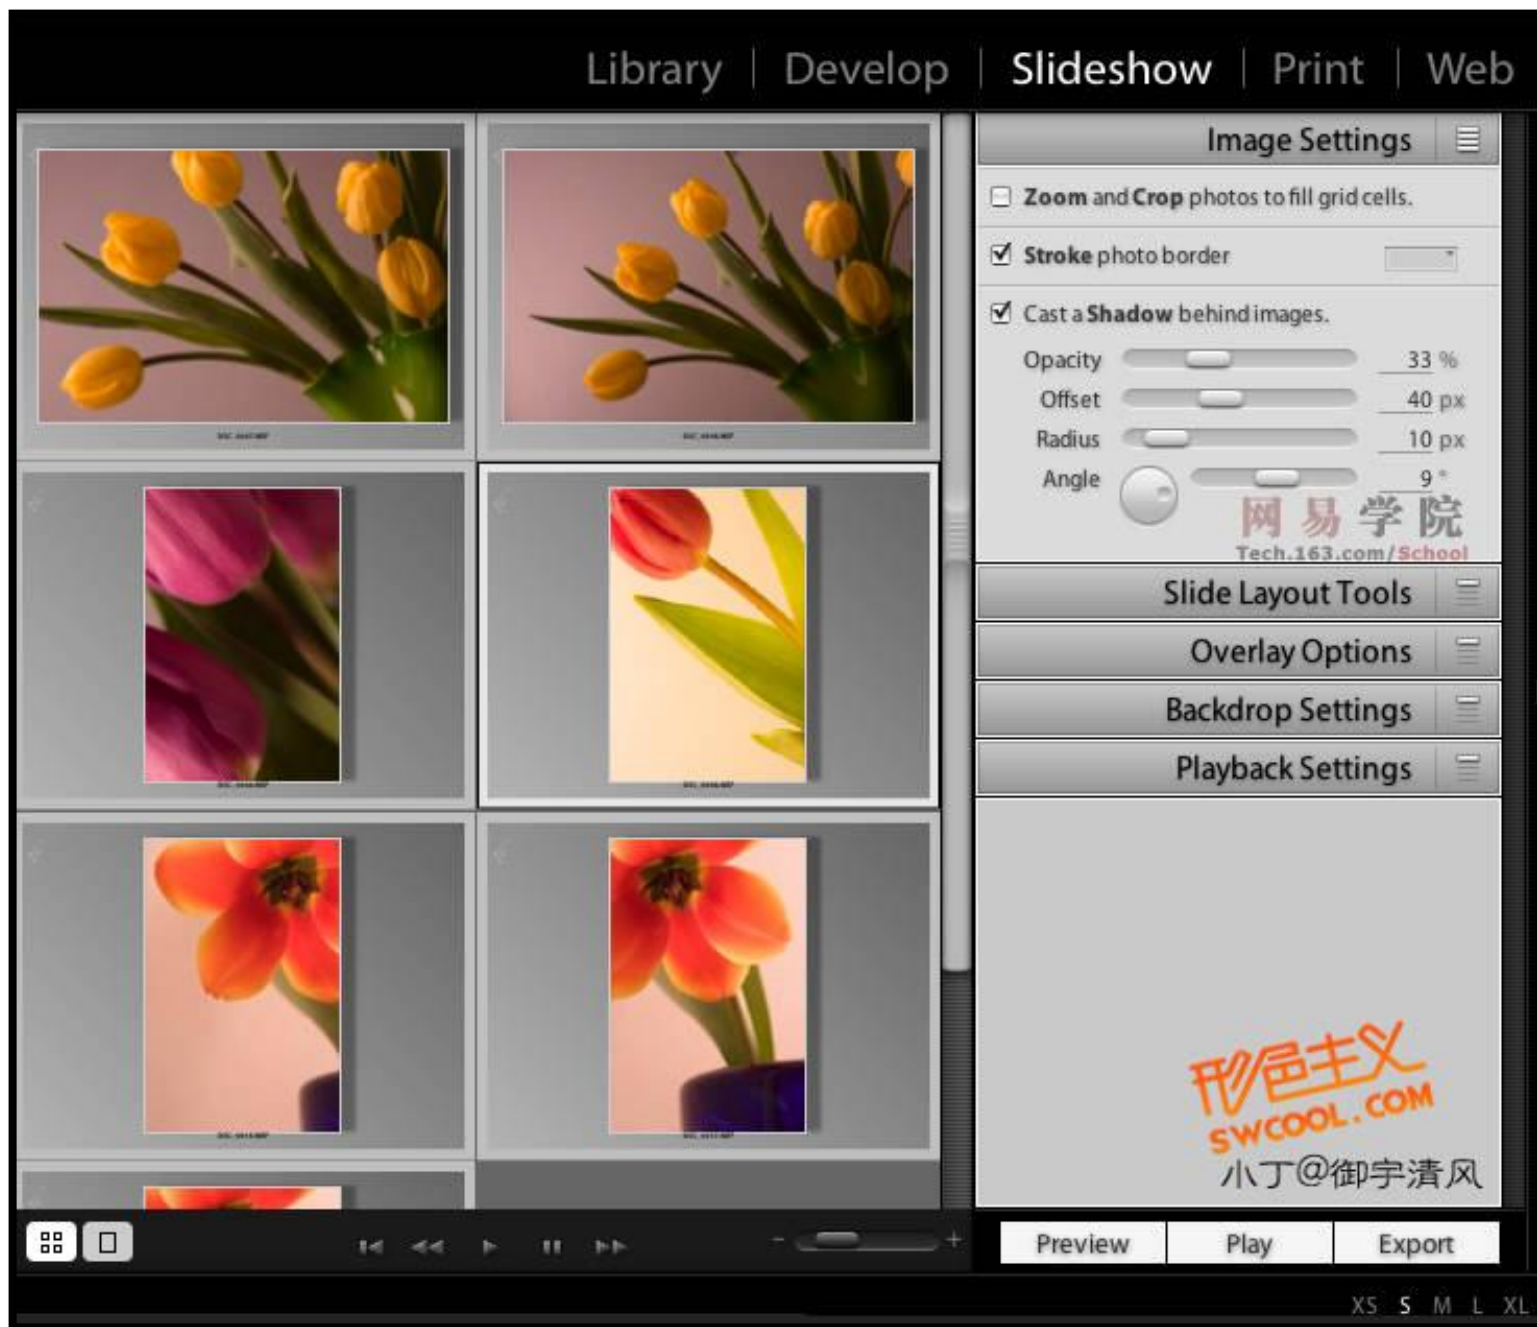 Library | Develop | Slideshow | Print | Web
Image Settings
Zoom and Crop photos to fill grid cells.
Stroke photo border
Cast a Shadow behind images.
Opacity 33 %
Offset 40 px
Radius 10 px
Angle 9 °
网易学院
Tech.163.com/School
Slide Layout Tools
Overlay Options
Backdrop Settings
Playback Settings
形色主义
SWCOOL.COM
小丁@御宇清风
- +
Preview Play Export
XS S M L XL